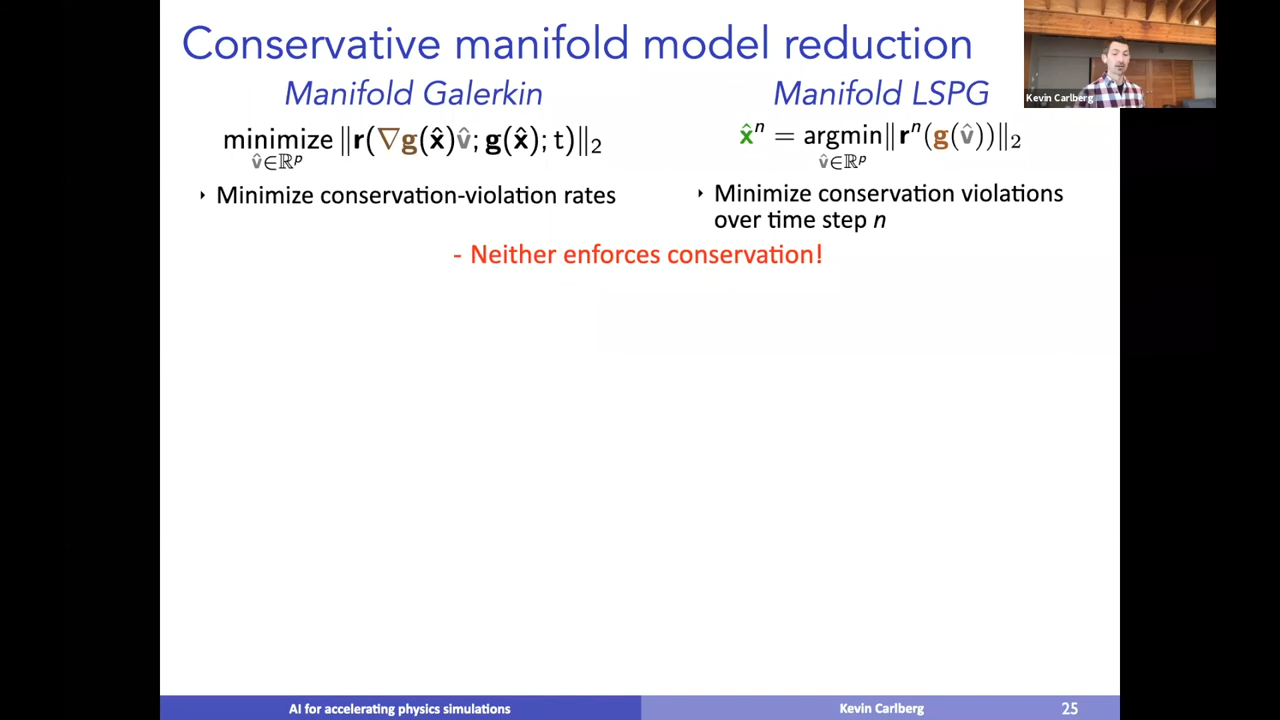 Conservative manifold model reduction
Kevin Carlberg
Manifold Galerkin
minimize ‖r(∇g(x̂)v̂; g(x̂); t)‖₂
v̂∈ℝᵖ
‣ Minimize conservation-violation rates
Manifold LSPG
x̂ⁿ = argmin‖rⁿ(g(v̂))‖₂
v̂∈ℝᵖ
‣ Minimize conservation violations
over time step n
- Neither enforces conservation!
AI for accelerating physics simulations
Kevin Carlberg
25